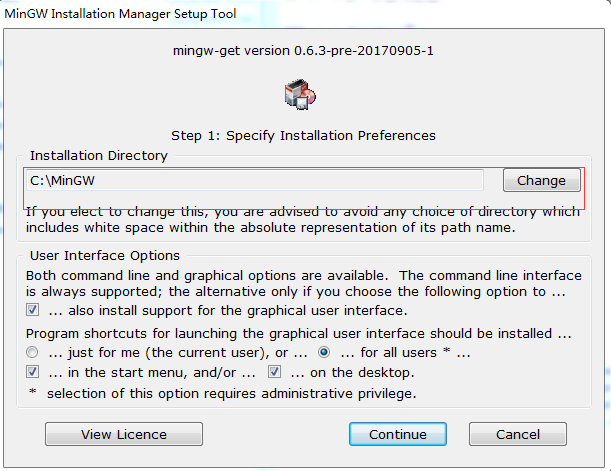 MinGW Installation Manager Setup Tool
mingw-get version 0.6.3-pre-20170905-1
Step 1: Specify Installation Preferences
Installation Directory
C:\MinGW
Change
If you elect to change this, you are advised to avoid any choice of directory which
includes white space within the absolute representation of its path name.
User Interface Options
Both command line and graphical options are available.  The command line interface
is always supported; the alternative only if you choose the following option to ...
... also install support for the graphical user interface.
Program shortcuts for launching the graphical user interface should be installed ...
... just for me (the current user), or ... ... for all users * ...
... in the start menu, and/or ... ... on the desktop.
* selection of this option requires administrative privilege.
View Licence Continue Cancel